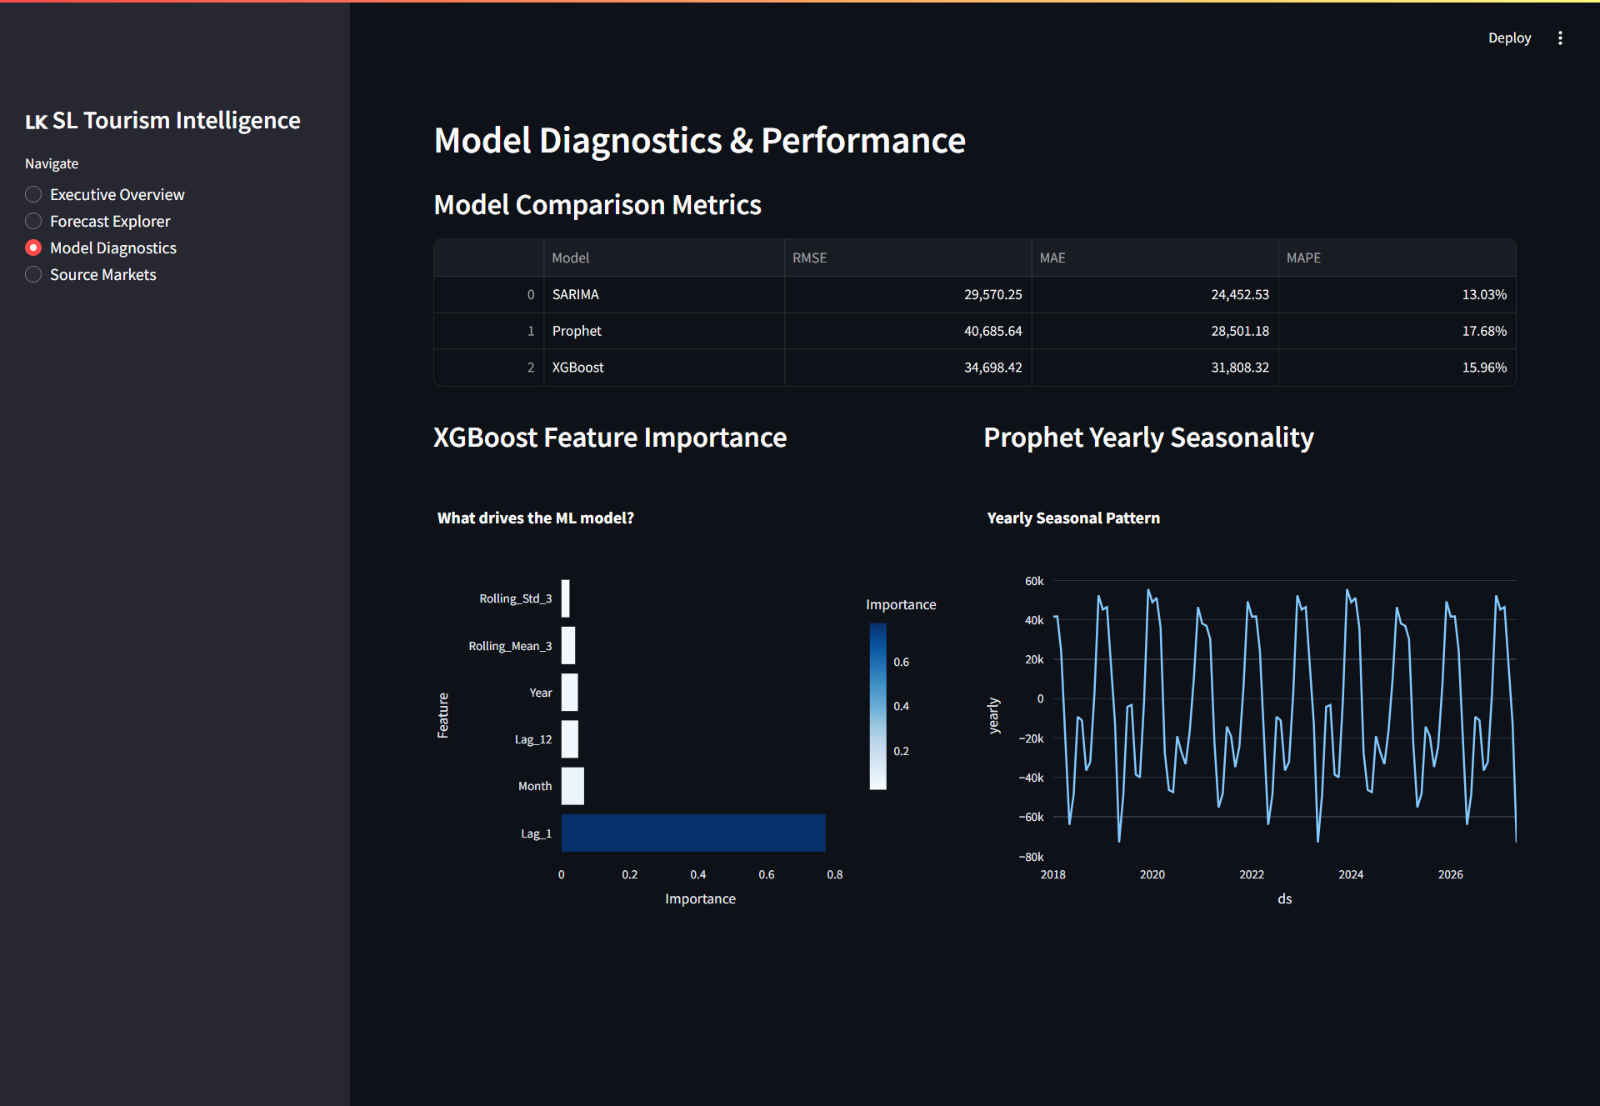 Deploy
LK SL Tourism Intelligence
Navigate
Executive Overview
Forecast Explorer
Model Diagnostics
Source Markets
Model Diagnostics & Performance
Model Comparison Metrics
Model RMSE MAE MAPE
0 SARIMA 29,570.25 24,452.53 13.03%
1 Prophet 40,685.64 28,501.18 17.68%
2 XGBoost 34,698.42 31,808.32 15.96%
XGBoost Feature Importance
What drives the ML model?
Feature
Rolling_Std_3
Rolling_Mean_3
Year
Lag_12
Month
Lag_1
0 0.2 0.4 0.6 0.8
Importance
Importance
0.6
0.4
0.2
Prophet Yearly Seasonality
Yearly Seasonal Pattern
yearly
60k
40k
20k
0
−20k
−40k
−60k
−80k
2018 2020 2022 2024 2026
ds